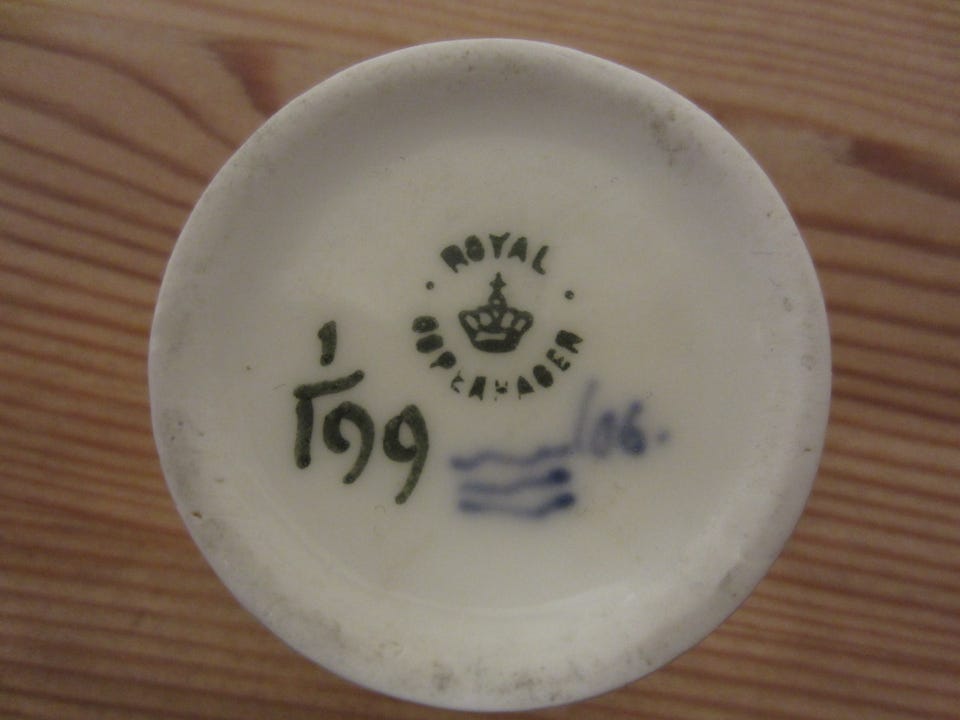 ROYAL
COPENHAGEN
1
199
106.